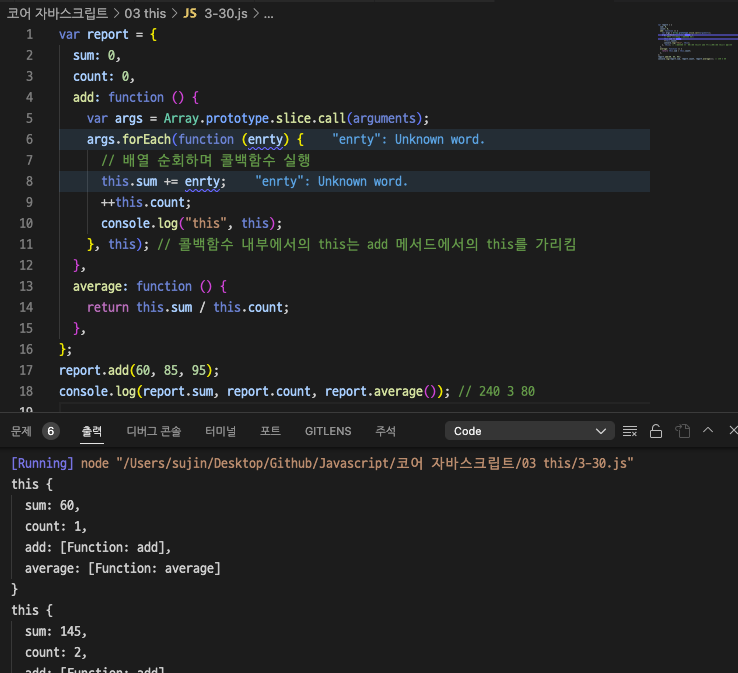 코어 자바스크립트 > 03 this > JS 3-30.js > ...
1 var report = {
2 sum: 0,
3 count: 0,
4 add: function () {
5 var args = Array.prototype.slice.call(arguments);
6 args.forEach(function (enrty) { "enrty": Unknown word.
7 // 배열 순회하며 콜백함수 실행
8 this.sum += enrty; "enrty": Unknown word.
9 ++this.count;
10 console.log("this", this);
11 }, this); // 콜백함수 내부에서의 this는 add 메서드에서의 this를 가리킴
12 },
13 average: function () {
14 return this.sum / this.count;
15 },
16 };
17 report.add(60, 85, 95);
18 console.log(report.sum, report.count, report.average()); // 240 3 80
19
문제 6 출력 디버그 콘솔 터미널 포트 GITLENS 주석 Code
[Running] node "/Users/sujin/Desktop/Github/Javascript/코어 자바스크립트/03 this/3-30.js"
this {
sum: 60,
count: 1,
add: [Function: add],
average: [Function: average]
}
this {
sum: 145,
count: 2,
add: [Function: add]